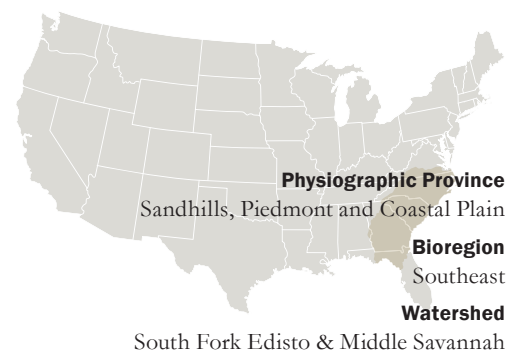 Physiographic Province
Sandhills, Piedmont and Coastal Plain
Bioregion
Southeast
Watershed
South Fork Edisto & Middle Savannah